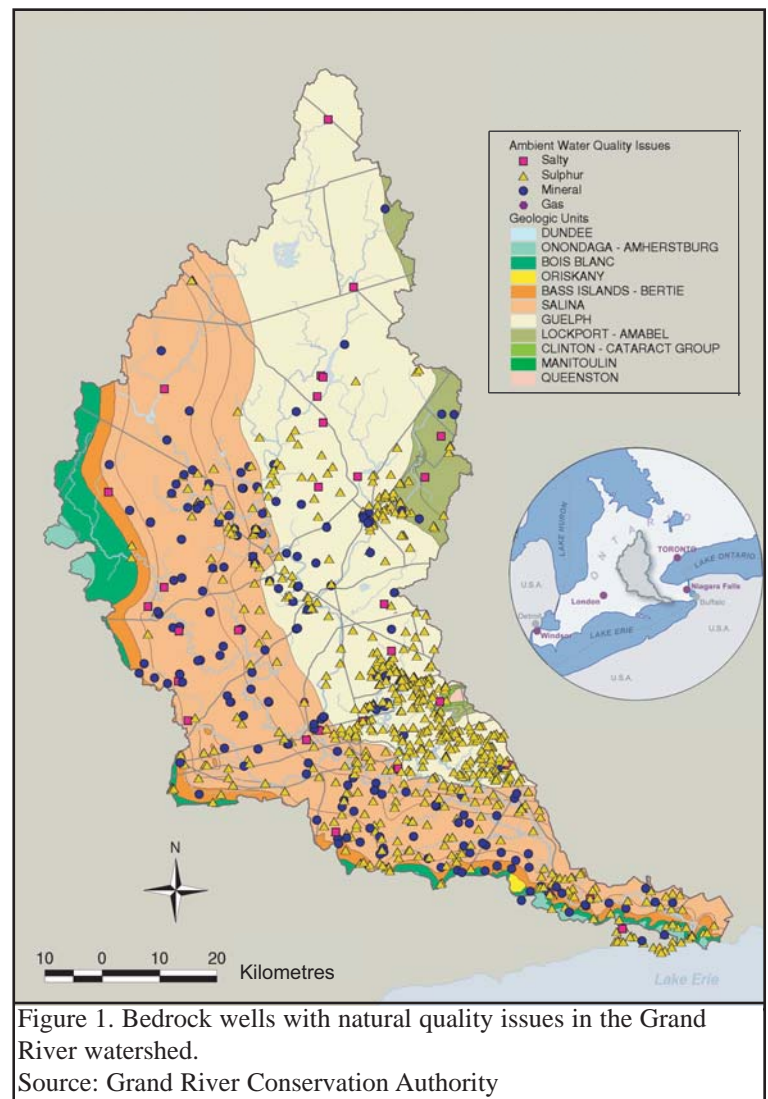 Ambient Water Quality Issues
Salty
Sulphur
Mineral
Gas
Geologic Units
DUNDEE
ONONDAGA - AMHERSTBURG
BOIS BLANC
ORISKANY
BASS ISLANDS - BERTIE
SALINA
GUELPH
LOCKPORT - AMABEL
CLINTON - CATARACT GROUP
MANITOULIN
QUEENSTON
LAKE HURON
ONTARIO
TORONTO
LAKE ONTARIO
Niagara Falls
Buffalo
London
U.S.A.
Detroit
Windsor
LAKE ERIE
U.S.A.
U.S.A.
N
10 0 10 20
Kilometres
Lake Erie
Figure 1. Bedrock wells with natural quality issues in the Grand
River watershed.
Source: Grand River Conservation Authority